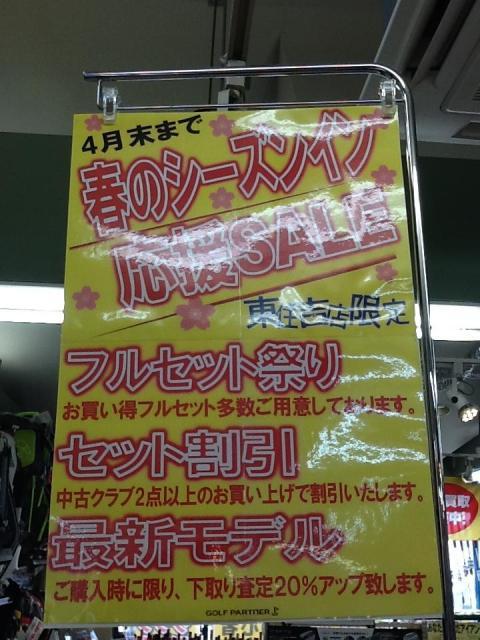 4月末まで
春のシーズンイン
応援SALE
東住吉店限定
フルセット祭り
お買い得フルセット多数ご用意しております。
セット割引
中古クラブ2点以上のお買い上げで割引いたします。
最新モデル
ご購入時に限り、下取り査定20%アップ致します。
GOLF PARTNER
買取